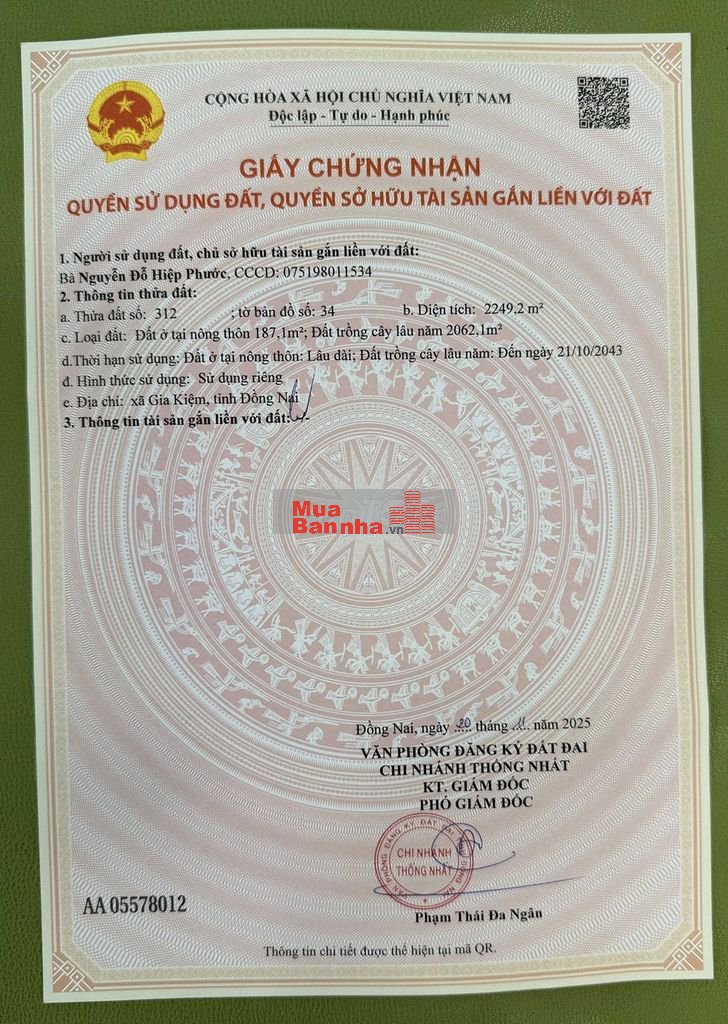 CỘNG HÒA XÃ HỘI CHỦ NGHĨA VIỆT NAM
Độc lập - Tự do - Hạnh phúc
GIẤY CHỨNG NHẬN
QUYỀN SỬ DỤNG ĐẤT, QUYỀN SỞ HỮU TÀI SẢN GẮN LIỀN VỚI ĐẤT
1. Người sử dụng đất, chủ sở hữu tài sản gắn liền với đất:
Bà Nguyễn Đỗ Hiệp Phước, CCCD: 075198011534
2. Thông tin thửa đất:
a. Thửa đất số: 312 ; tờ bản đồ số: 34 b. Diện tích: 2249,2 m²
c. Loại đất: Đất ở tại nông thôn 187,1m²; Đất trồng cây lâu năm 2062,1m²
d.Thời hạn sử dụng: Đất ở tại nông thôn: Lâu dài; Đất trồng cây lâu năm: Đến ngày 21/10/2043
đ. Hình thức sử dụng: Sử dụng riêng
e. Địa chỉ: xã Gia Kiệm, tỉnh Đồng Nai
3. Thông tin tài sản gắn liền với đất:-/-
Mua
Bannha.vn
Đồng Nai, ngày 20 tháng 11 năm 2025
VĂN PHÒNG ĐĂNG KÝ ĐẤT ĐAI
CHI NHÁNH THỐNG NHẤT
KT. GIÁM ĐỐC
PHÓ GIÁM ĐỐC
VĂN PHÒNG ĐĂNG KÝ ĐẤT ĐAI
CHI NHÁNH
THỐNG NHẤT
Phạm Thái Đa Ngân
AA 05578012
Thông tin chi tiết được thể hiện tại mã QR.